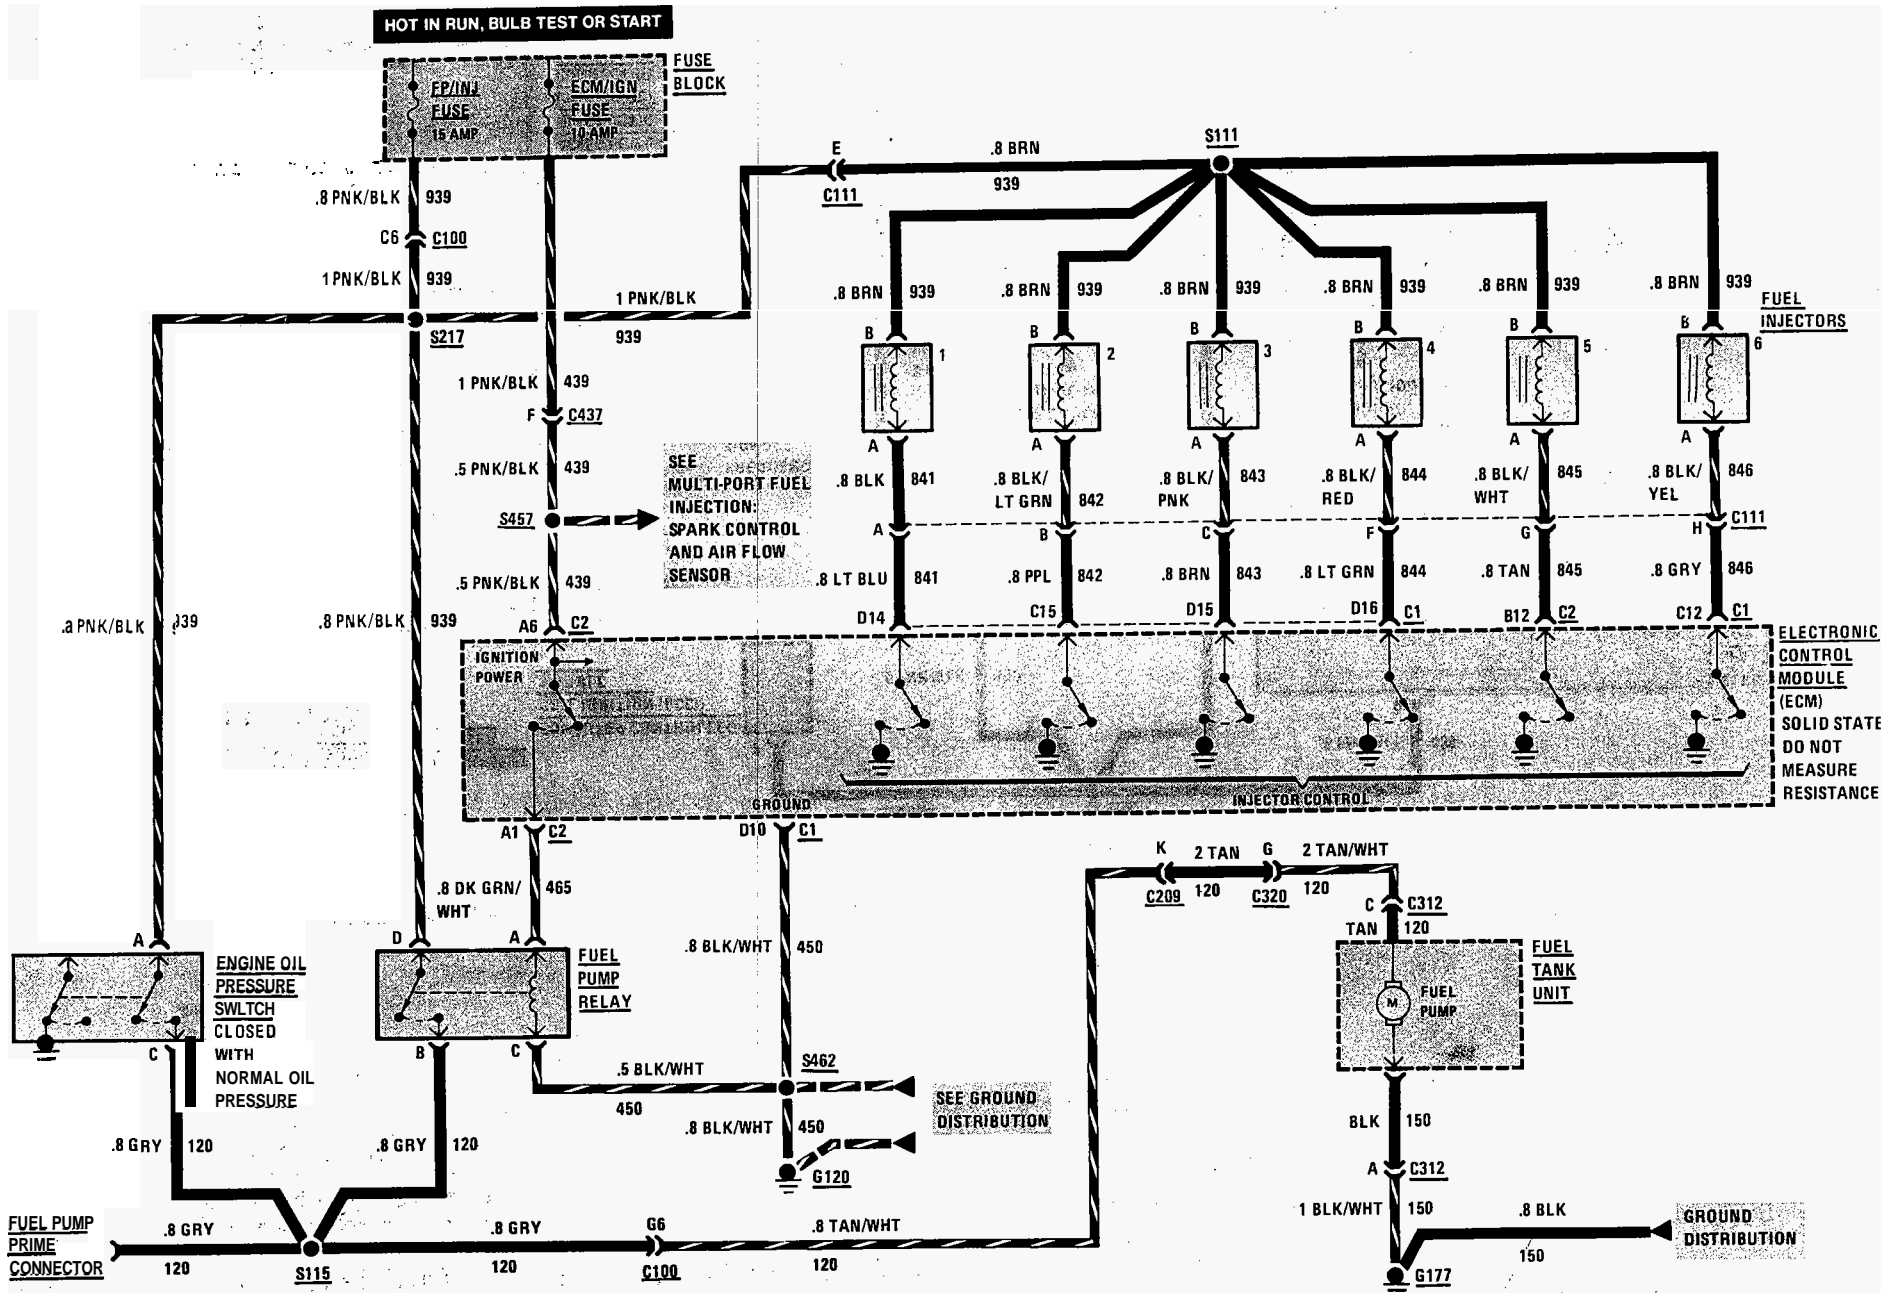 HOT IN RUN, BULB TEST OR START
FUSE
BLOCK
FP/INJ
FUSE
15 AMP
ECM/IGN
FUSE
10 AMP
.8 PNK/BLK 939
C6 C100
1 PNK/BLK 939
S217
1 PNK/BLK
939
E
C111
.8 BRN
939
S111
.8 BRN 939
.8 BRN 939
.8 BRN 939
.8 BRN 939
.8 BRN 939
.8 BRN 939
FUEL
INJECTORS
B 1
B 2
B 3
B 4
B 5
B 6
A
A
A
A
A
A
1 PNK/BLK 439
F C437
.5 PNK/BLK 439
S457
.5 PNK/BLK 439
A6 C2
SEE
MULTI-PORT FUEL
INJECTION:
SPARK CONTROL
AND AIR FLOW
SENSOR
.8 BLK 841
.8 BLK/
LT GRN 842
.8 BLK/
PNK 843
.8 BLK/
RED 844
.8 BLK/
WHT 845
.8 BLK/
YEL 846
A
B
C
F
G
H C111
.8 LT BLU 841
.8 PPL 842
.8 BRN 843
.8 LT GRN 844
.8 TAN 845
.8 GRY 846
D14
C15
D15
D16 C1
B12 C2
C12 C1
.a PNK/BLK 939
.8 PNK/BLK 939
IGNITION
POWER
GROUND
INJECTOR CONTROL
ELECTRONIC
CONTROL
MODULE
(ECM)
SOLID STATE
DO NOT
MEASURE
RESISTANCE
A1 C2
D10 C1
.8 DK GRN/
WHT
465
.8 BLK/WHT 450
K
C209
2 TAN
120
G
C320
2 TAN/WHT
120
C C312
TAN 120
A
ENGINE OIL
PRESSURE
SWLTCH
CLOSED
WITH
NORMAL OIL
PRESSURE
C
D A
FUEL
PUMP
RELAY
B C
FUEL
TANK
UNIT
M
FUEL
PUMP
.5 BLK/WHT
450
S462
.8 BLK/WHT 450
G120
SEE GROUND
DISTRIBUTION
BLK 150
A C312
1 BLK/WHT 150
.8 BLK
150
G177
GROUND
DISTRIBUTION
.8 GRY 120
.8 GRY 120
FUEL PUMP
PRIME
CONNECTOR
.8 GRY
120
S115
.8 GRY
120
G6
C100
.8 TAN/WHT
120